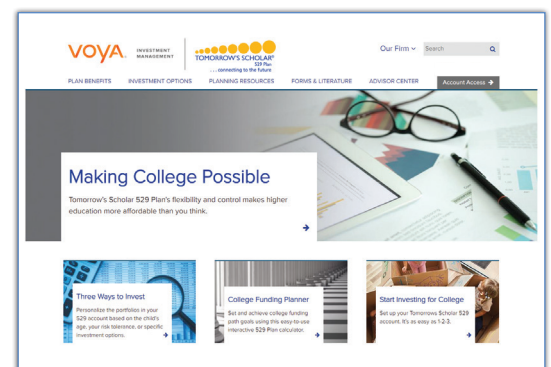 VOYA
INVESTMENT
MANAGEMENT
TOMORROW'S SCHOLAR®
529 Plan
. . . connecting to the future
Our Firm
Search
PLAN BENEFITS INVESTMENT OPTIONS PLANNING RESOURCES FORMS & LITERATURE ADVISOR CENTER Account Access
Making College Possible
Tomorrow's Scholar 529 Plan's flexibility and control makes higher
education more affordable than you think.
Three Ways to Invest
Personalize the portfolios in your
529 account based on the child's
age, your risk tolerance, or specific
investment options.
College Funding Planner
Set and achieve college funding
path goals using this easy-to-use
interactive 529 Plan calculator.
Start Investing for College
Set up your Tomorrows Scholar 529
account. It's as easy as 1-2-3.